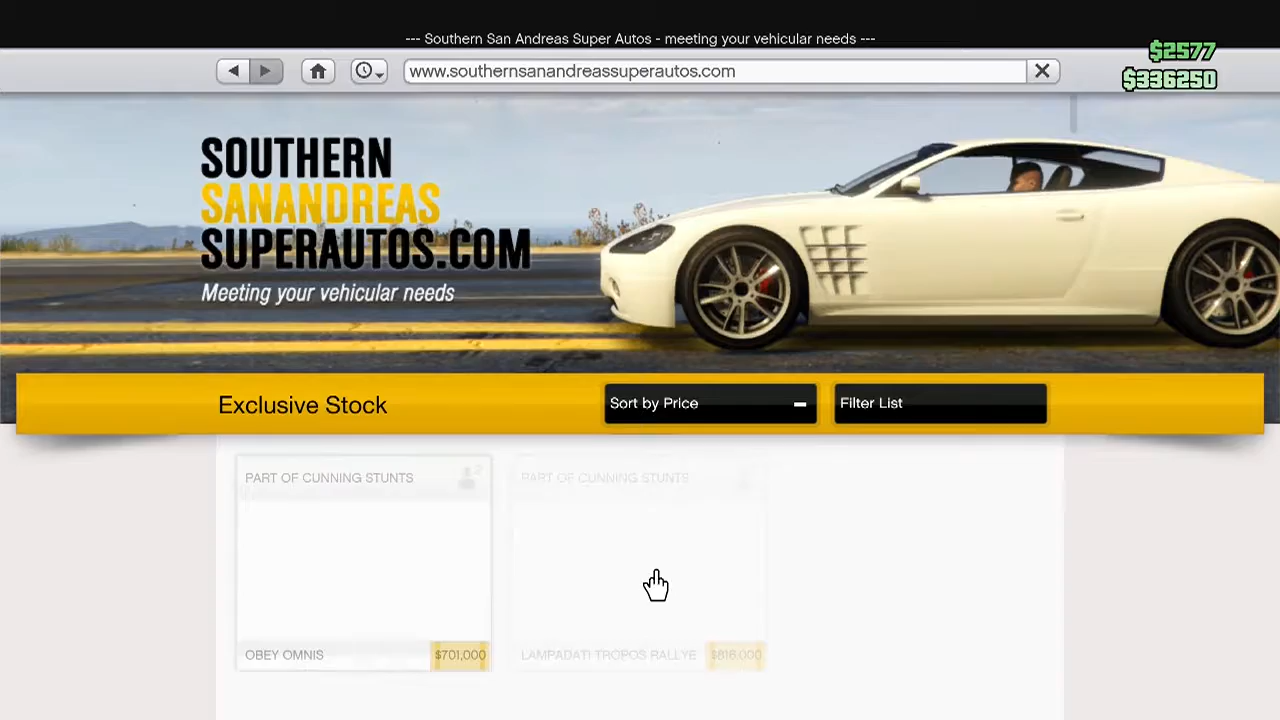 --- Southern San Andreas Super Autos - meeting your vehicular needs ---
$2577
www.southernsanandreassuperautos.com
$336250
SOUTHERN
SANANDREAS
SUPERAUTOS.COM
Meeting your vehicular needs
Exclusive Stock
Sort by Price
Filter List
PART OF CUNNING STUNTS
2
PART OF CUNNING STUNTS
OBEY OMNIS
$701,000
LAMPADATI TROPOS RALLYE
$816,000